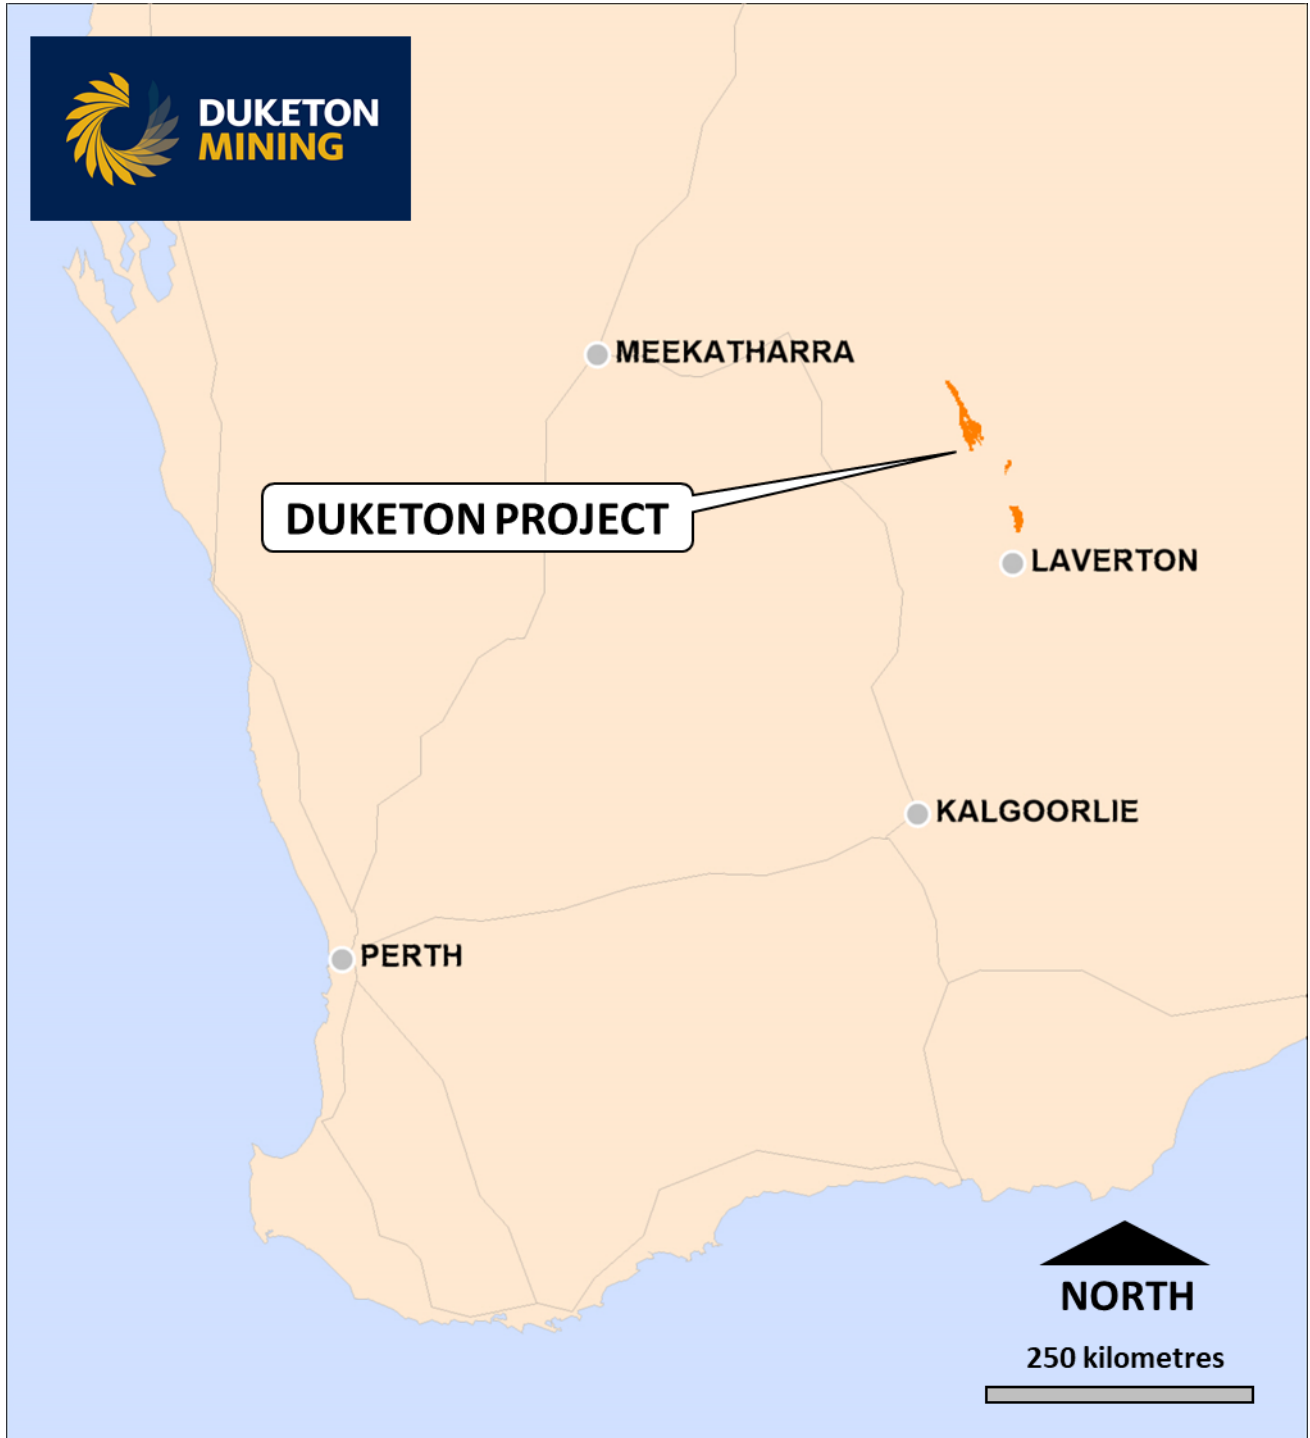 DUKETON
MINING
MEEKATHARRA
DUKETON PROJECT
LAVERTON
KALGOORLIE
PERTH
NORTH
250 kilometres